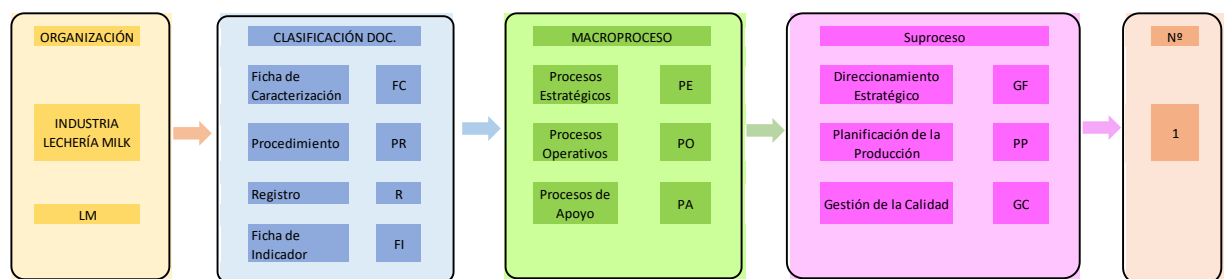 ORGANIZACIÓN
INDUSTRIA
LECHERÍA MILK
LM
CLASIFICACIÓN DOC.
Ficha de
Caracterización
FC
Procedimiento
PR
Registro
R
Ficha de
Indicador
FI
MACROPROCESO
Procesos
Estratégicos
PE
Procesos
Operativos
PO
Procesos de
Apoyo
PA
Suproceso
Direccionamiento
Estratégico
GF
Planificación de la
Producción
PP
Gestión de la Calidad
GC
Nº
1